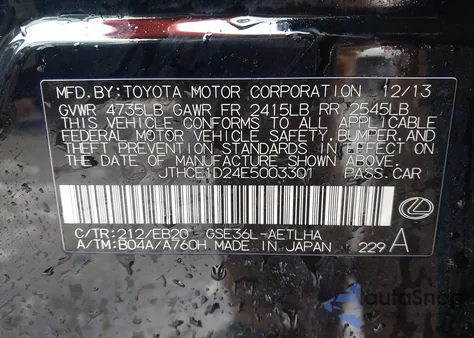 MFD. BY: TOYOTA MOTOR CORPORATION 12/13
GVWR 4735LB GAWR FR 2415LB RR 2545LB
THIS VEHICLE CONFORMS TO ALL APPLICABLE
FEDERAL MOTOR VEHICLE SAFETY, BUMPER, AND
THEFT PREVENTION STANDARDS IN EFFECT ON
THE DATE OF MANUFACTURE SHOWN ABOVE.
JTHCE1D24E5003301 PASS. CAR
C/TR: 212/EB20 GSE36L-AETLHA
A/TM: B04A/A760H MADE IN JAPAN 229 A
autoSnap